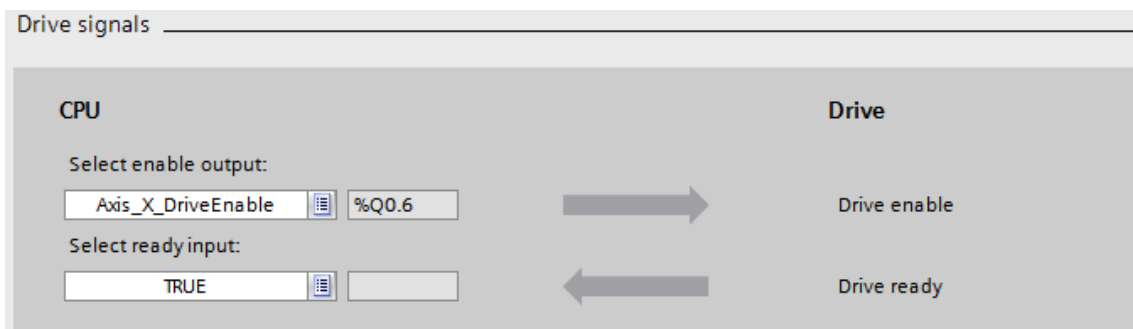 Drive signals
CPU Drive
Select enable output:
Axis_X_DriveEnable %Q0.6 Drive enable
Select ready input:
TRUE Drive ready